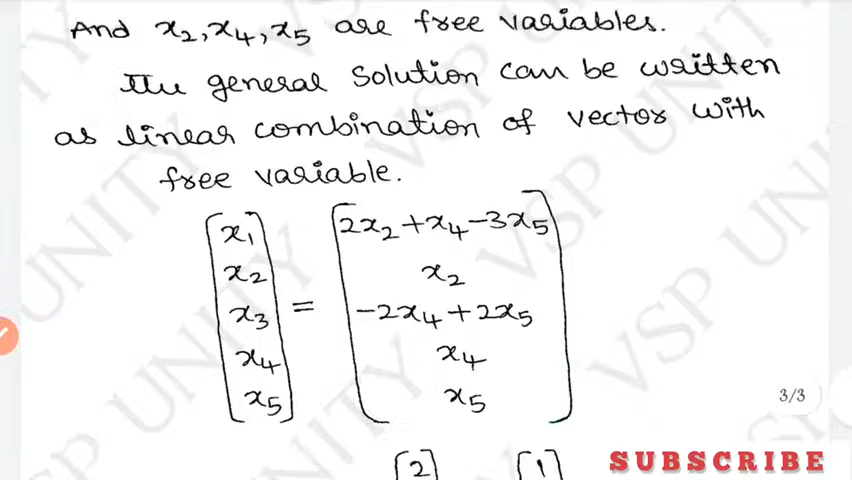 And x₂, x₄, x₅ are free variables.
The general Solution can be written
as linear combination of vector with
free variable.
[x₁ x₂ x₃ x₄ x₅] = [2x₂+x₄-3x₅ x₂ -2x₄+2x₅ x₄ x₅]
3/3
[2 [1
SUBSCRIBE
VSP UNITY